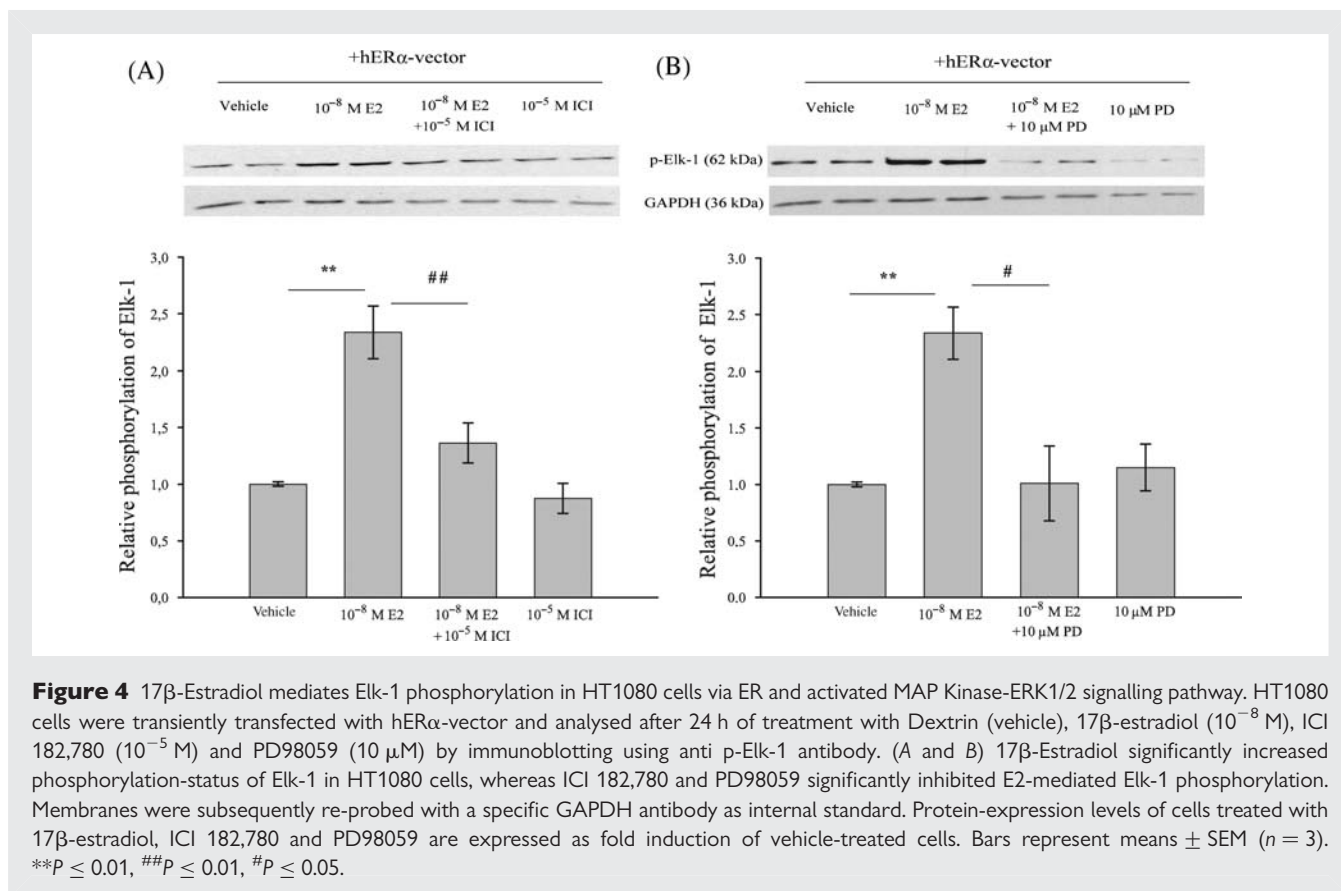 (A)
+hERα-vector
Vehicle 10⁻⁸ M E2 10⁻⁸ M E2 10⁻⁵ M ICI
+10⁻⁵ M ICI
(B)
+hERα-vector
Vehicle 10⁻⁸ M E2 10⁻⁸ M E2 10 μM PD
+ 10 μM PD
p-Elk-1 (62 kDa)
GAPDH (36 kDa)
Relative phosphorylation of Elk-1
3,0
2,5
2,0
1,5
1,0
0,5
0,0
**
##
Vehicle 10⁻⁸ M E2 10⁻⁸ M E2 10⁻⁵ M ICI
+10⁻⁵ M ICI
Relative phosphorylation of Elk-1
3.0
2.5
2.0
1.5
1.0
0.5
0.0
**
#
Vehicle 10⁻⁸ M E2 10⁻⁸ M E2 10 μM PD
+10 μM PD
Figure 4 17β-Estradiol mediates Elk-1 phosphorylation in HT1080 cells via ER and activated MAP Kinase-ERK1/2 signalling pathway. HT1080
cells were transiently transfected with hERα-vector and analysed after 24 h of treatment with Dextrin (vehicle), 17β-estradiol (10⁻⁸ M), ICI
182,780 (10⁻⁵ M) and PD98059 (10 μM) by immunoblotting using anti p-Elk-1 antibody. (A and B) 17β-Estradiol significantly increased
phosphorylation-status of Elk-1 in HT1080 cells, whereas ICI 182,780 and PD98059 significantly inhibited E2-mediated Elk-1 phosphorylation.
Membranes were subsequently re-probed with a specific GAPDH antibody as internal standard. Protein-expression levels of cells treated with
17β-estradiol, ICI 182,780 and PD98059 are expressed as fold induction of vehicle-treated cells. Bars represent means ± SEM (n = 3).
**P ≤ 0.01, ##P ≤ 0.01, #P ≤ 0.05.